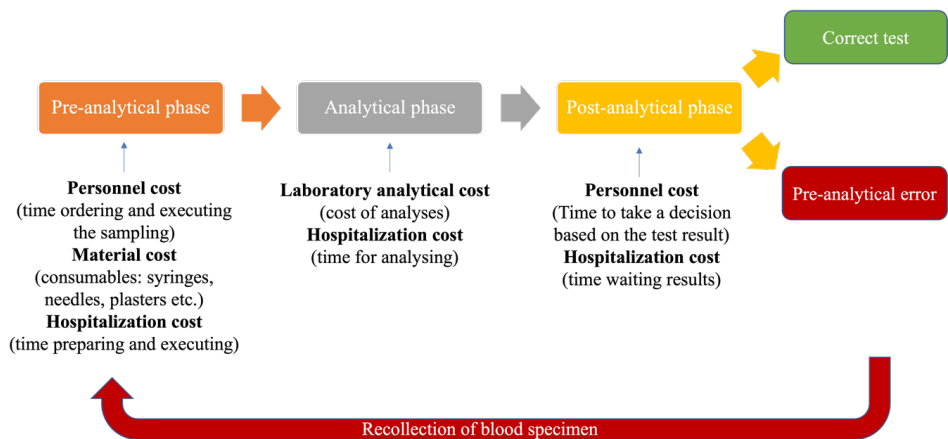 Correct test
Pre-analytical phase
Analytical phase
Post-analytical phase
Pre-analytical error
Personnel cost
(time ordering and executing
the sampling)
Material cost
(consumables: syringes,
needles, plasters etc.)
Hospitalization cost
(time preparing and executing)
Laboratory analytical cost
(cost of analyses)
Hospitalization cost
(time for analysing)
Personnel cost
(Time to take a decision
based on the test result)
Hospitalization cost
(time waiting results)
Recollection of blood specimen